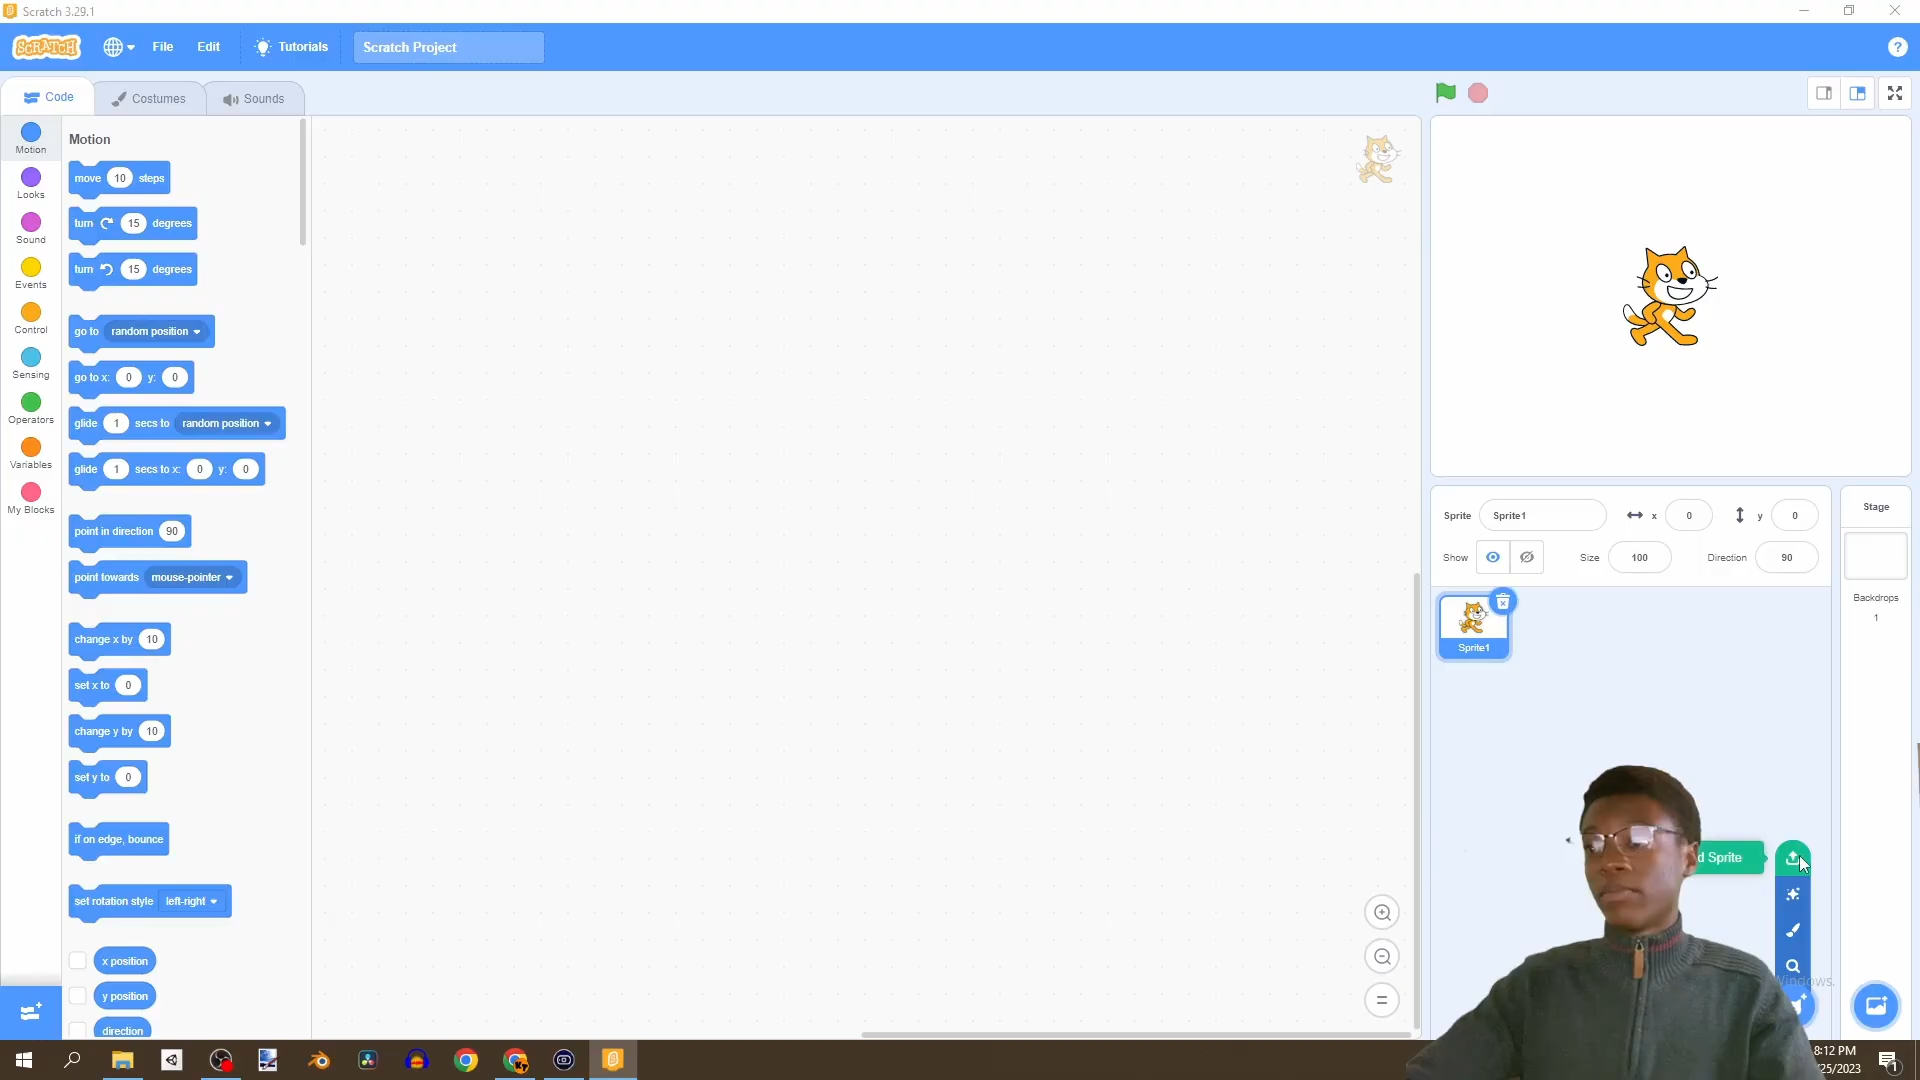 Scratch 3.29.1
SCRATCH
File
Edit
Tutorials
Scratch Project
?
Code
Costumes
Sounds
Motion
Looks
Sound
Events
Control
Sensing
Operators
Variables
My Blocks
Motion
move 10 steps
turn 15 degrees
turn 15 degrees
go to random position
go to x: 0 y: 0
glide 1 secs to random position
glide 1 secs to x: 0 y: 0
point in direction 90
point towards mouse-pointer
change x by 10
set x to 0
change y by 10
set y to 0
if on edge, bounce
set rotation style left-right
x position
y position
direction
Sprite Sprite1 x 0 y 0
Show Size 100 Direction 90
Sprite1
Stage
Backdrops
1
d Sprite
Windows.
8:12 PM
/25/2023
1